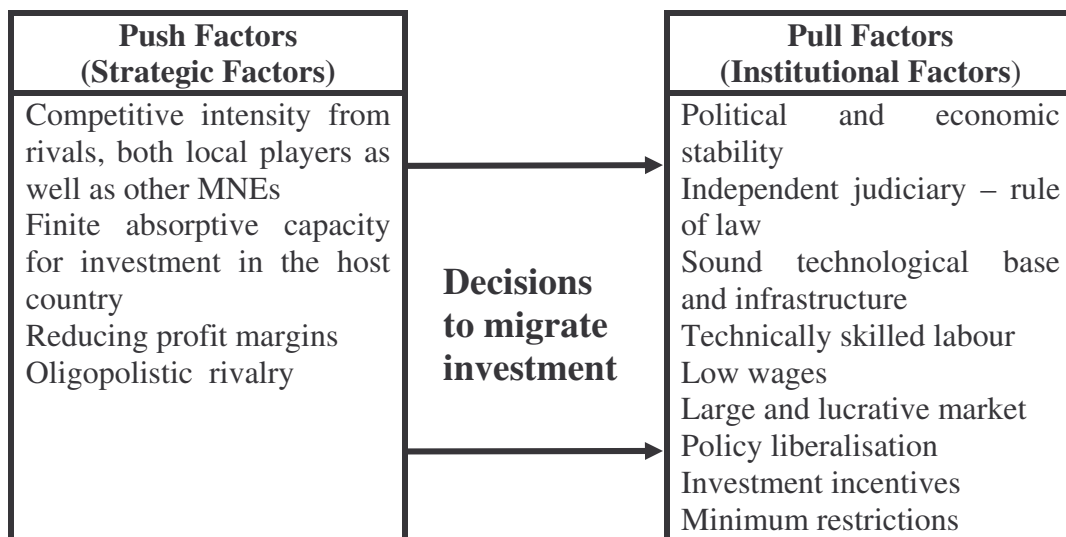 Push Factors
(Strategic Factors)
Competitive intensity from
rivals, both local players as
well as other MNEs
Finite absorptive capacity
for investment in the host
country
Reducing profit margins
Oligopolistic rivalry
Decisions
to migrate
investment
Pull Factors
(Institutional Factors)
Political and economic
stability
Independent judiciary – rule
of law
Sound technological base
and infrastructure
Technically skilled labour
Low wages
Large and lucrative market
Policy liberalisation
Investment incentives
Minimum restrictions